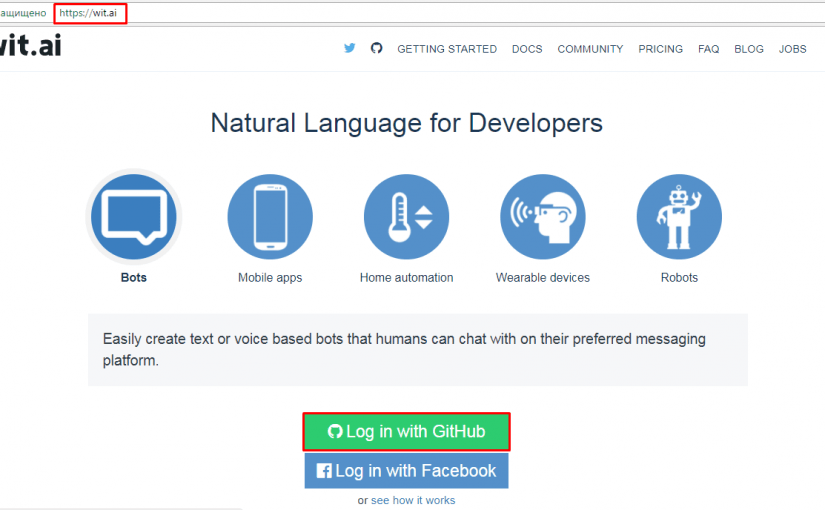 ащищено https://wit.ai
wit.ai
GETTING STARTED DOCS COMMUNITY PRICING FAQ BLOG JOBS
Natural Language for Developers
Bots Mobile apps Home automation Wearable devices Robots
Easily create text or voice based bots that humans can chat with on their preferred messaging
platform.
Log in with GitHub
Log in with Facebook
or see how it works